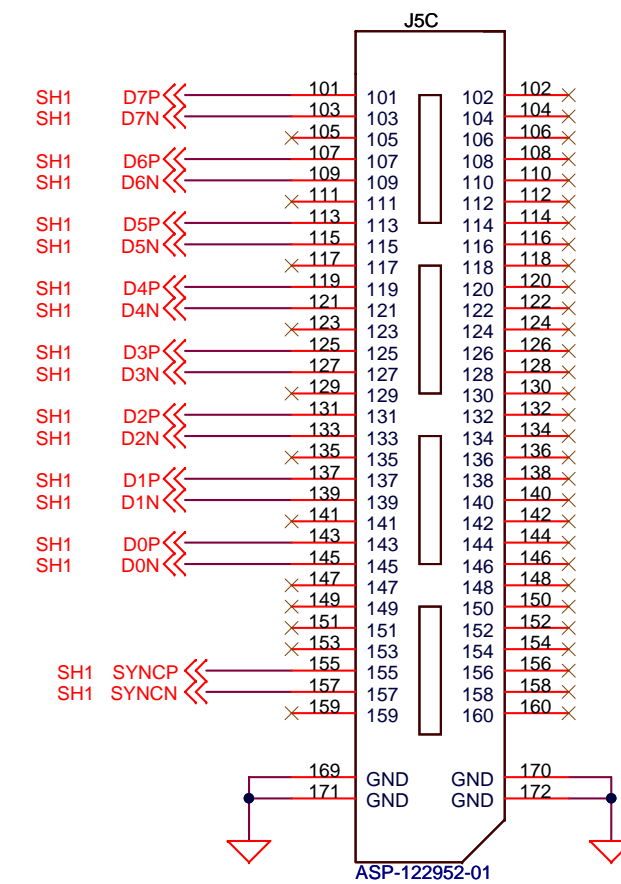 J5C
SH1 D7P 101 101 102 102
SH1 D7N 103 103 104 104
105 105 106 106
SH1 D6P 107 107 108 108
SH1 D6N 109 109 110 110
111 111 112 112
SH1 D5P 113 113 114 114
SH1 D5N 115 115 116 116
117 117 118 118
SH1 D4P 119 119 120 120
SH1 D4N 121 121 122 122
123 123 124 124
SH1 D3P 125 125 126 126
SH1 D3N 127 127 128 128
129 129 130 130
SH1 D2P 131 131 132 132
SH1 D2N 133 133 134 134
135 135 136 136
SH1 D1P 137 137 138 138
SH1 D1N 139 139 140 140
141 141 142 142
SH1 D0P 143 143 144 144
SH1 D0N 145 145 146 146
147 147 148 148
149 149 150 150
151 151 152 152
153 153 154 154
SH1 SYNCP 155 155 156 156
SH1 SYNCN 157 157 158 158
159 159 160 160
169 GND GND 170
171 GND GND 172
ASP-122952-01